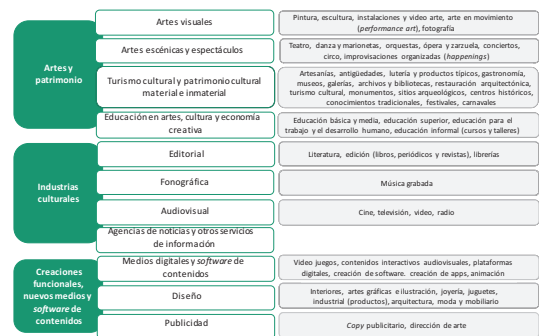 Artes y
patrimonio
Artes visuales
Pintura, escultura, instalaciones y video arte, arte en movimiento
(performance art), fotografía
Artes escénicas y espectáculos
Teatro, danza y marionetas, orquestas, ópera y zarzuela, conciertos,
circo, improvisaciones organizadas (happenings)
Turismo cultural y patrimonio cultural
material e inmaterial
Artesanías, antigüedades, lutería y productos típicos, gastronomía,
museos, galerías, archivos y bibliotecas, restauración arquitectónica,
turismo cultural, monumentos, sitios arqueológicos, centros históricos,
conocimientos tradicionales, festivales, carnavales
Educación en artes, cultura y economía
creativa
Educación básica y media, educación superior, educación para el
trabajo y el desarrollo humano, educación informal (cursos y talleres)
Industrias
culturales
Editorial
Literatura, edición (libros, periódicos y revistas), librerías
Fonográfica
Música grabada
Audiovisual
Cine, televisión, video, radio
Agencias de noticias y otros servicios
de información
Creaciones
funcionales,
nuevos medios y
software de
contenidos
Medios digitales y software de
contenidos
Video juegos, contenidos interactivos audiovisuales, plataformas
digitales, creación de software. creación de apps, animación
Diseño
Interiores, artes gráficas e ilustración, joyería, juguetes,
industrial (productos), arquitectura, moda y mobiliario
Publicidad
Copy publicitario, dirección de arte